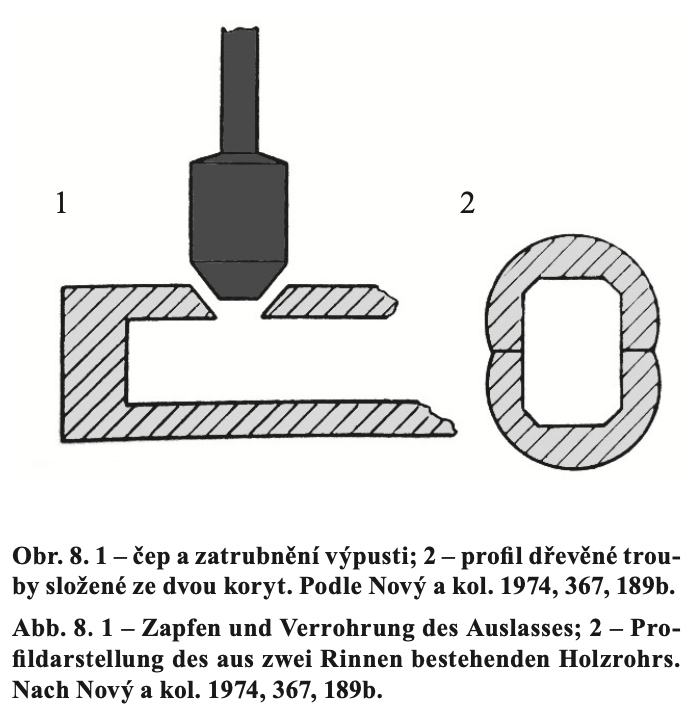 1
2
Obr. 8. 1 – čep a zatrubnění výpusti; 2 – profil dřevěné trou-
by složené ze dvou koryt. Podle Nový a kol. 1974, 367, 189b.
Abb. 8. 1 – Zapfen und Verrohrung des Auslasses; 2 – Pro-
fildarstellung des aus zwei Rinnen bestehenden Holzrohrs.
Nach Nový a kol. 1974, 367, 189b.